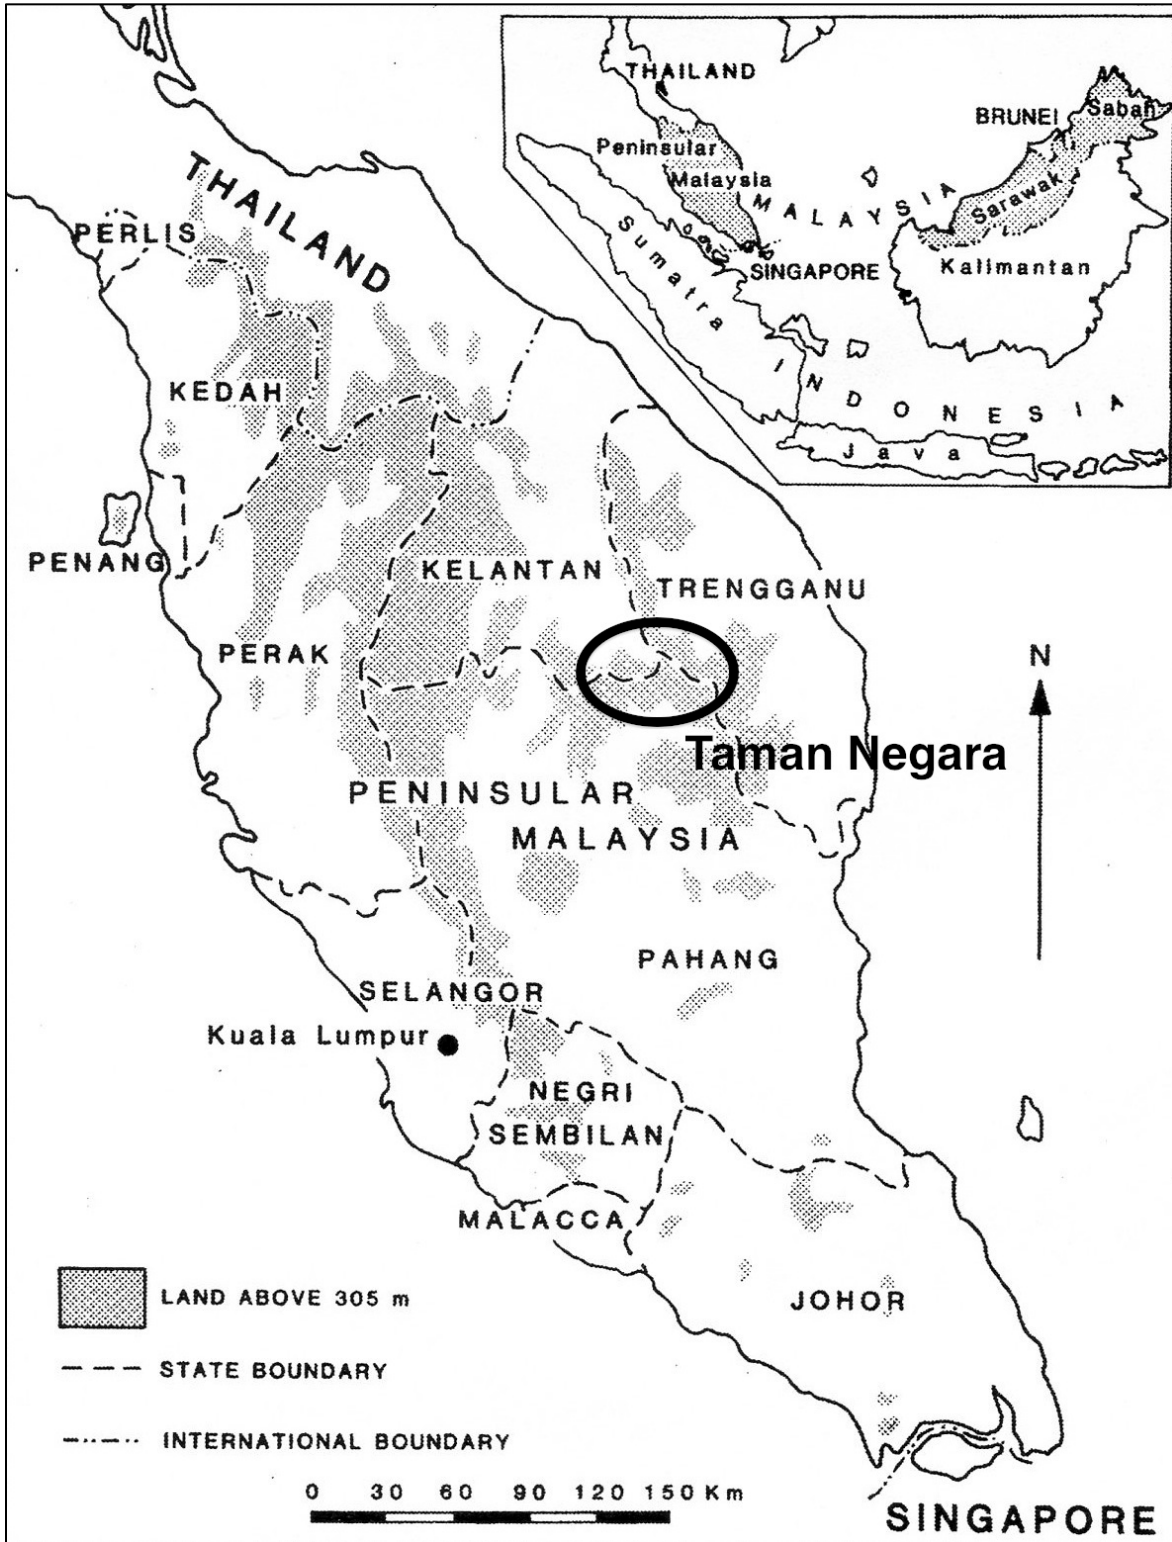 THAILAND
PERLIS
KEDAH
PENANG
KELANTAN
TRENGGANU
PERAK
Taman Negara
PENINSULAR
MALAYSIA
PAHANG
SELANGOR
Kuala Lumpur
NEGRI
SEMBILAN
MALACCA
JOHOR
SINGAPORE
N
THAILAND
Peninsular
Malaysia
MALAYSIA
BRUNEI
Sabah
Sarawak
Kalimantan
SINGAPORE
Sumatra
INDONESIA
Java
LAND ABOVE 305 m
STATE BOUNDARY
INTERNATIONAL BOUNDARY
0 30 60 90 120 150 Km